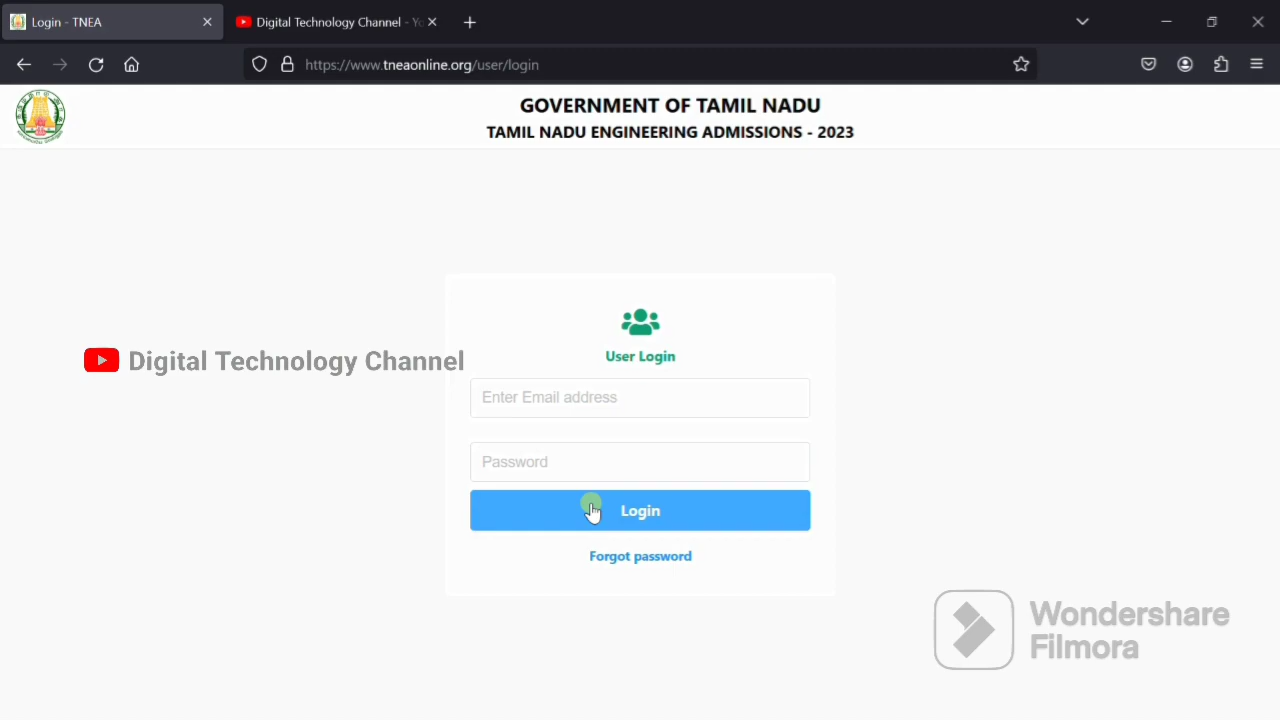 Login - TNEA
Digital Technology Channel - Yo
https://www.tneaonline.org/user/login
GOVERNMENT OF TAMIL NADU
TAMIL NADU ENGINEERING ADMISSIONS - 2023
User Login
Digital Technology Channel
Enter Email address
Password
Login
Forgot password
Wondershare
Filmora